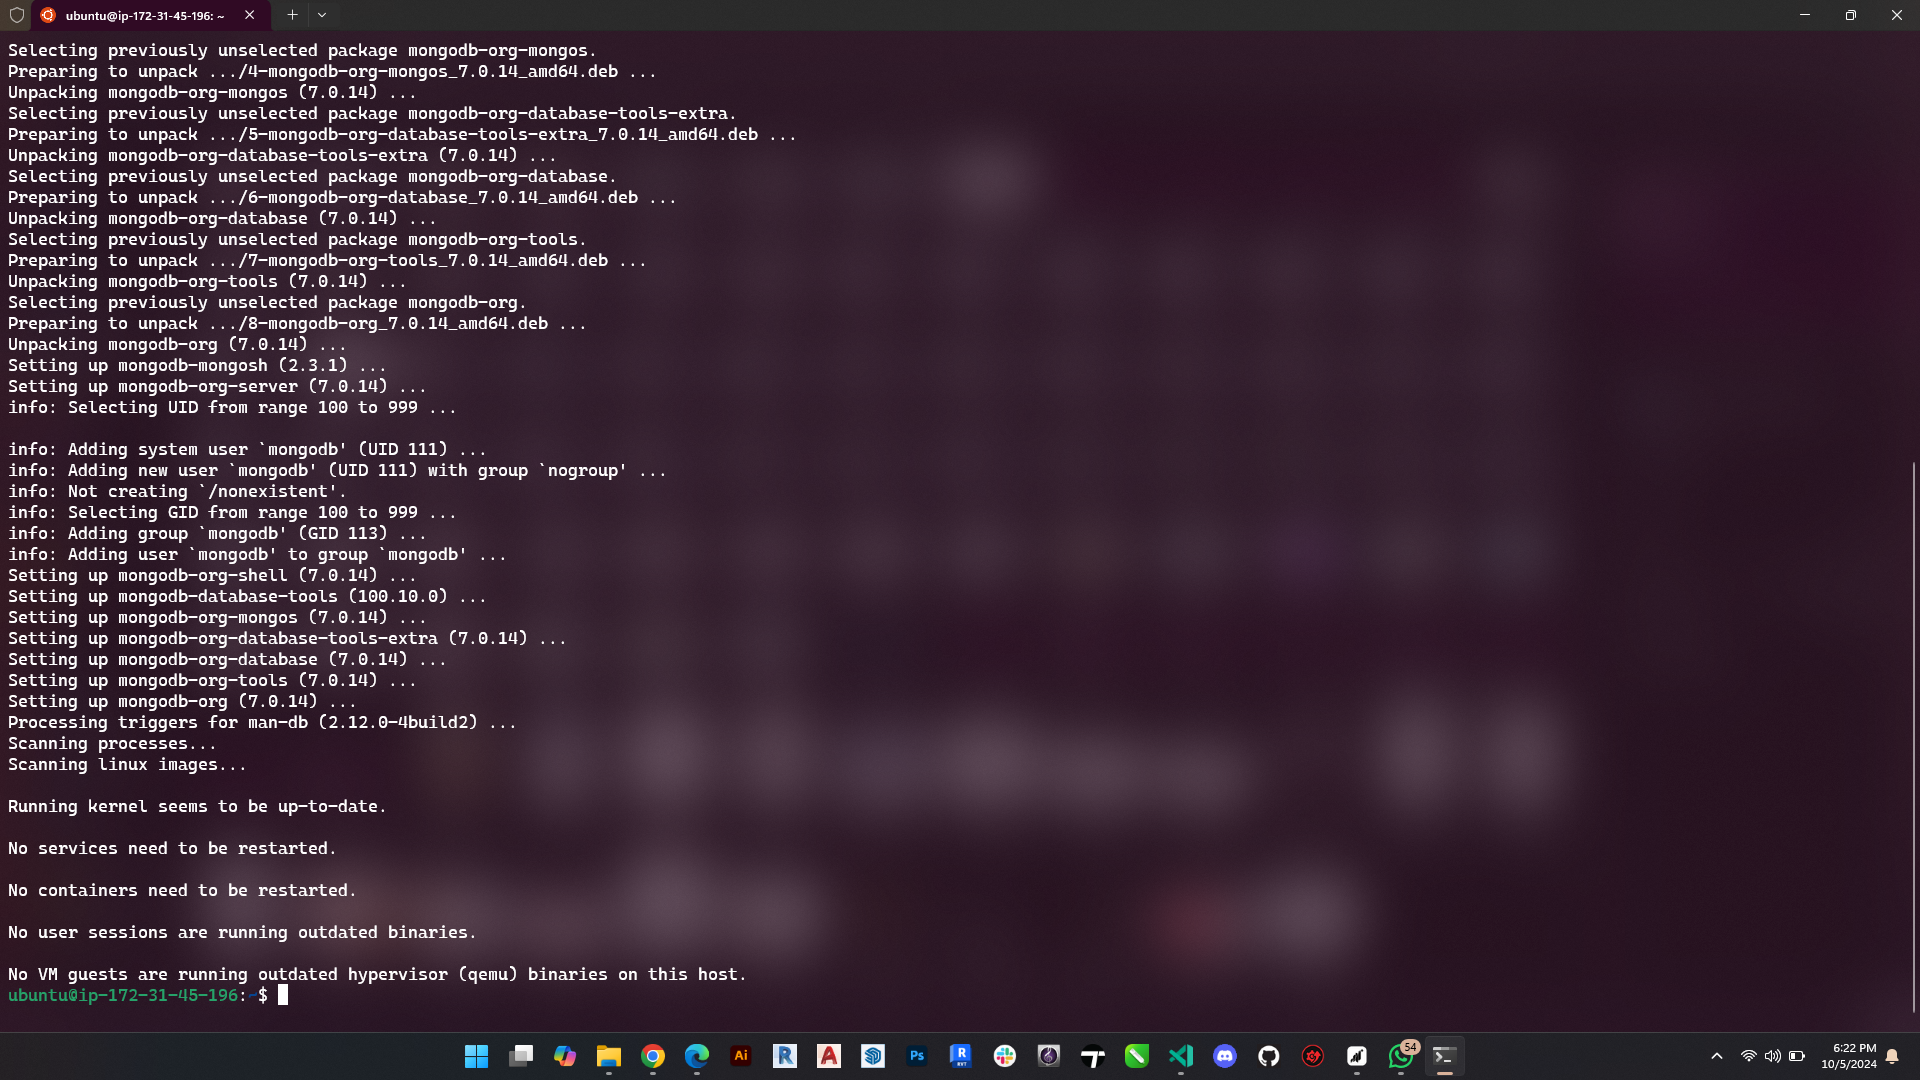 ubuntu@ip-172-31-45-196: ~
Selecting previously unselected package mongodb-org-mongos.
Preparing to unpack .../4-mongodb-org-mongos_7.0.14_amd64.deb ...
Unpacking mongodb-org-mongos (7.0.14) ...
Selecting previously unselected package mongodb-org-database-tools-extra.
Preparing to unpack .../5-mongodb-org-database-tools-extra_7.0.14_amd64.deb ...
Unpacking mongodb-org-database-tools-extra (7.0.14) ...
Selecting previously unselected package mongodb-org-database.
Preparing to unpack .../6-mongodb-org-database_7.0.14_amd64.deb ...
Unpacking mongodb-org-database (7.0.14) ...
Selecting previously unselected package mongodb-org-tools.
Preparing to unpack .../7-mongodb-org-tools_7.0.14_amd64.deb ...
Unpacking mongodb-org-tools (7.0.14) ...
Selecting previously unselected package mongodb-org.
Preparing to unpack .../8-mongodb-org_7.0.14_amd64.deb ...
Unpacking mongodb-org (7.0.14) ...
Setting up mongodb-mongosh (2.3.1) ...
Setting up mongodb-org-server (7.0.14) ...
info: Selecting UID from range 100 to 999 ...
info: Adding system user `mongodb' (UID 111) ...
info: Adding new user `mongodb' (UID 111) with group `nogroup' ...
info: Not creating `/nonexistent'.
info: Selecting GID from range 100 to 999 ...
info: Adding group `mongodb' (GID 113) ...
info: Adding user `mongodb' to group `mongodb' ...
Setting up mongodb-org-shell (7.0.14) ...
Setting up mongodb-database-tools (100.10.0) ...
Setting up mongodb-org-mongos (7.0.14) ...
Setting up mongodb-org-database-tools-extra (7.0.14) ...
Setting up mongodb-org-database (7.0.14) ...
Setting up mongodb-org-tools (7.0.14) ...
Setting up mongodb-org (7.0.14) ...
Processing triggers for man-db (2.12.0-4build2) ...
Scanning processes...
Scanning linux images...
Running kernel seems to be up-to-date.
No services need to be restarted.
No containers need to be restarted.
No user sessions are running outdated binaries.
No VM guests are running outdated hypervisor (qemu) binaries on this host.
ubuntu@ip-172-31-45-196:~$
Ai R A Ps R 54
6:22 PM
10/5/2024